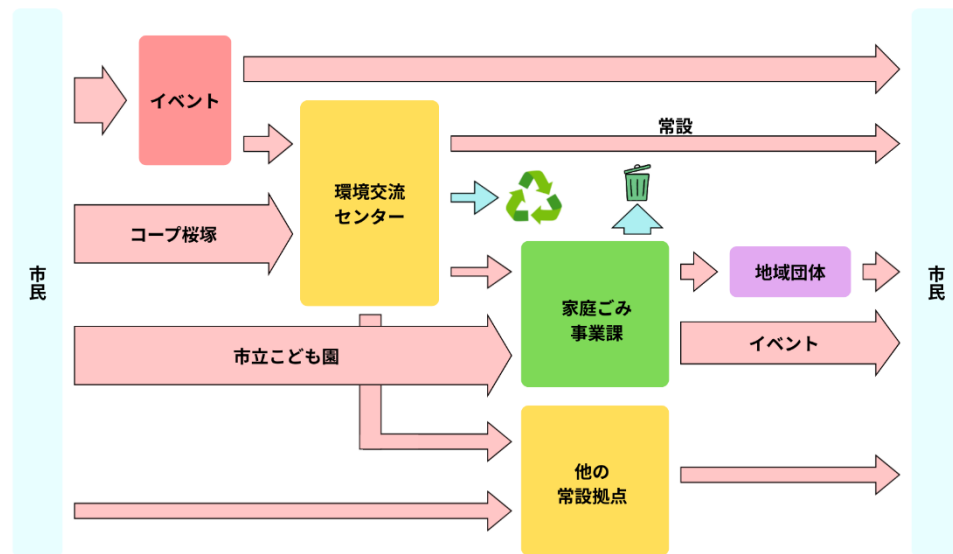 市民
イベント
環境交流
センター
コープ桜塚
市立こども園
常設
家庭ごみ
事業課
地域団体
イベント
他の
常設拠点
市民